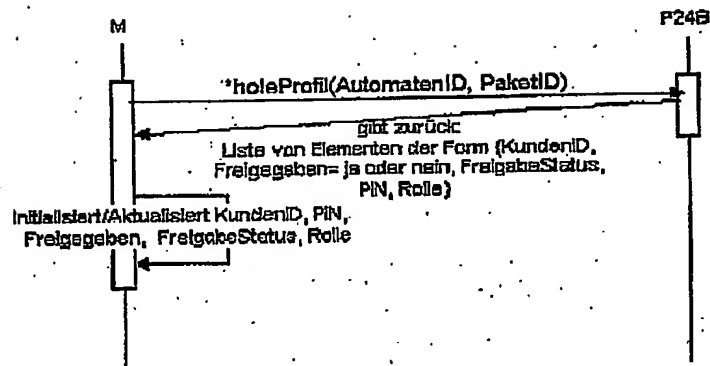 M
P24B
*holeProfil(AutomatenID, PaketID)
gibt zurück:
Liste von Elementen der Form {KundenID,
Freigegeben= ja oder nein, FreigabeStatus,
PIN, Rolle}
Initialisiert/Aktualisiert KundenID, PIN,
Freigegeben, FreigabeStatus, Rolle